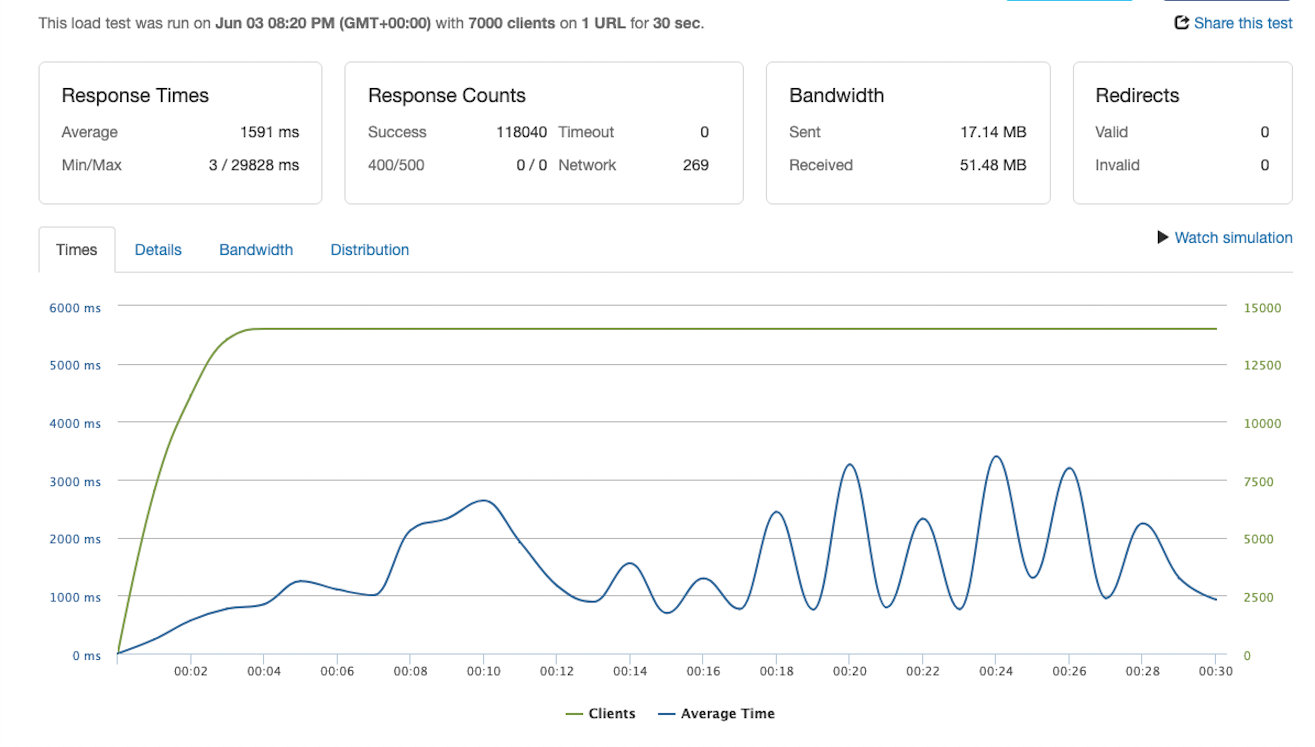 This load test was run on Jun 03 08:20 PM (GMT+00:00) with 7000 clients on 1 URL for 30 sec.
Share this test
Response Times
Average 1591 ms
Min/Max 3 / 29828 ms
Response Counts
Success 118040 Timeout 0
400/500 0 / 0 Network 269
Bandwidth
Sent 17.14 MB
Received 51.48 MB
Redirects
Valid 0
Invalid 0
Times Details Bandwidth Distribution
Watch simulation
6000 ms 15000
5000 ms 12500
4000 ms 10000
3000 ms 7500
2000 ms 5000
1000 ms 2500
0 ms 0
00:02 00:04 00:06 00:08 00:10 00:12 00:14 00:16 00:18 00:20 00:22 00:24 00:26 00:28 00:30
Clients Average Time